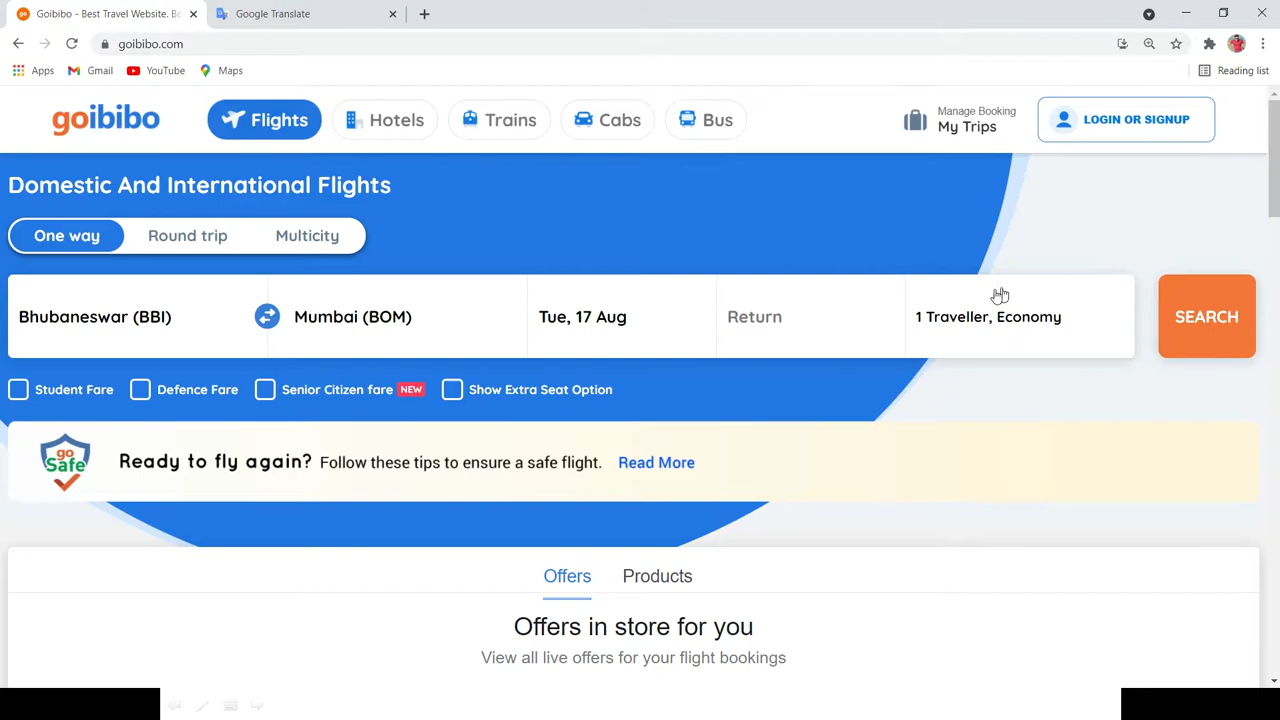 Goibibo - Best Travel Website. Bo
Google Translate
goibibo.com
Apps
Gmail
YouTube
Maps
Reading list
goibibo
Flights
Hotels
Trains
Cabs
Bus
Manage Booking
My Trips
LOGIN OR SIGNUP
Domestic And International Flights
One way
Round trip
Multicity
Bhubaneswar (BBI)
Mumbai (BOM)
Tue, 17 Aug
Return
1 Traveller, Economy
SEARCH
Student Fare
Defence Fare
Senior Citizen fare NEW
Show Extra Seat Option
go
Safe
Ready to fly again? Follow these tips to ensure a safe flight. Read More
Offers
Products
Offers in store for you
View all live offers for your flight bookings